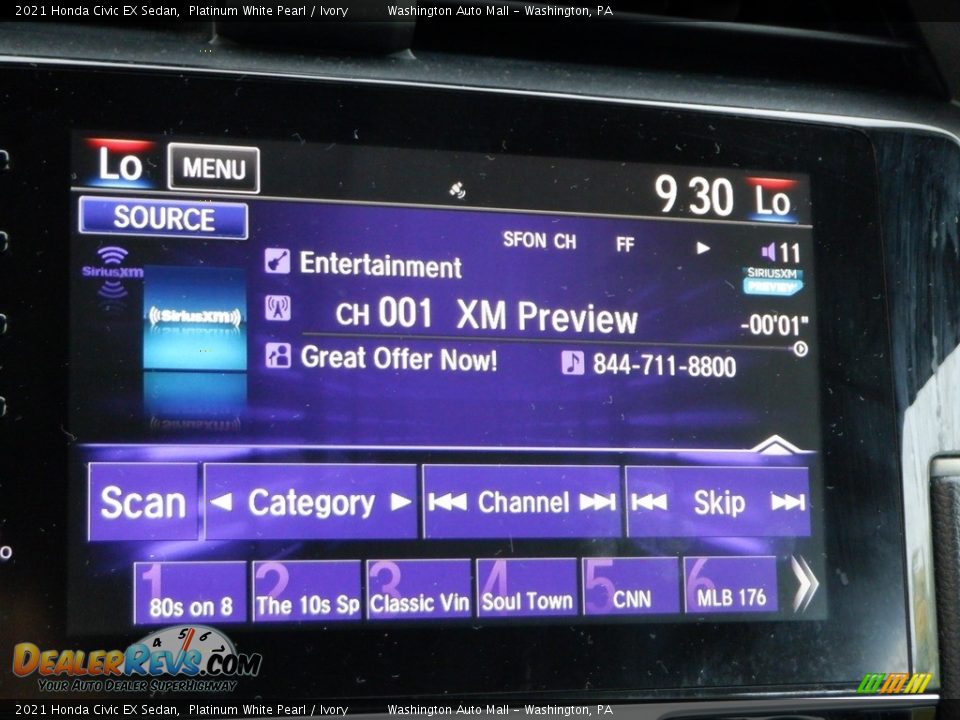 2021 Honda Civic EX Sedan, Platinum White Pearl / Ivory Washington Auto Mall - Washington, PA
Lo MENU 9 30 Lo
SOURCE
SFON CH FF 11
SiriusXM
Entertainment
SIRIUSXM
PREVIEW
((SiriusXM))
CH 001 XM Preview
-00'01"
Great Offer Now! 844-711-8800
Scan Category Channel Skip
1 80s on 8
2 The 10s Sp
3 Classic Vin
4 Soul Town
5 CNN
6 MLB 176
DEALERREVS.COM
YOUR AUTO DEALER SUPERHIGHWAY
4 5 6
2021 Honda Civic EX Sedan, Platinum White Pearl / Ivory Washington Auto Mall - Washington, PA